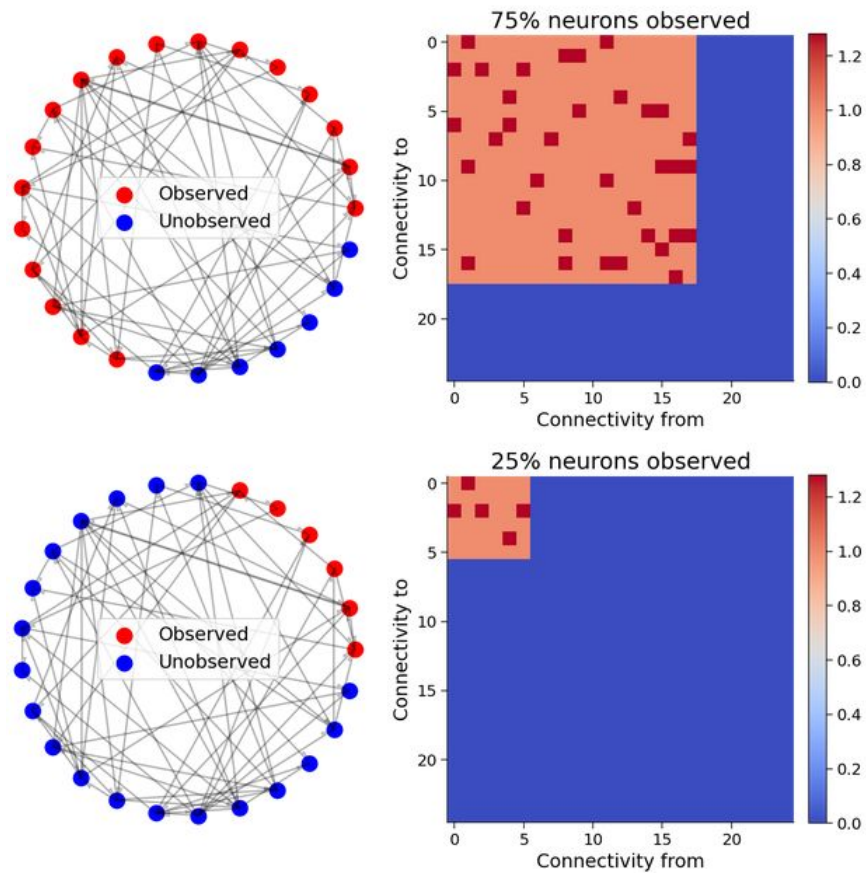 75% neurons observed
Observed
Unobserved
Connectivity to
0
5
10
15
20
0 5 10 15 20
Connectivity from
1.2
1.0
0.8
0.6
0.4
0.2
0.0
25% neurons observed
Observed
Unobserved
Connectivity to
0
5
10
15
20
0 5 10 15 20
Connectivity from
1.2
1.0
0.8
0.6
0.4
0.2
0.0